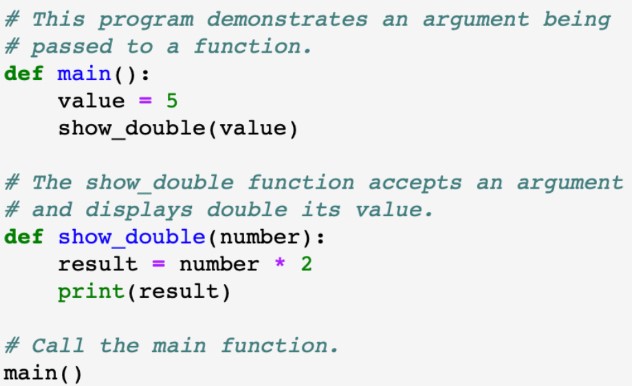 # This program demonstrates an argument being
# passed to a function.
def main():
    value = 5
    show_double(value)

# The show_double function accepts an argument
# and displays double its value.
def show_double(number):
    result = number * 2
    print(result)

# Call the main function.
main()